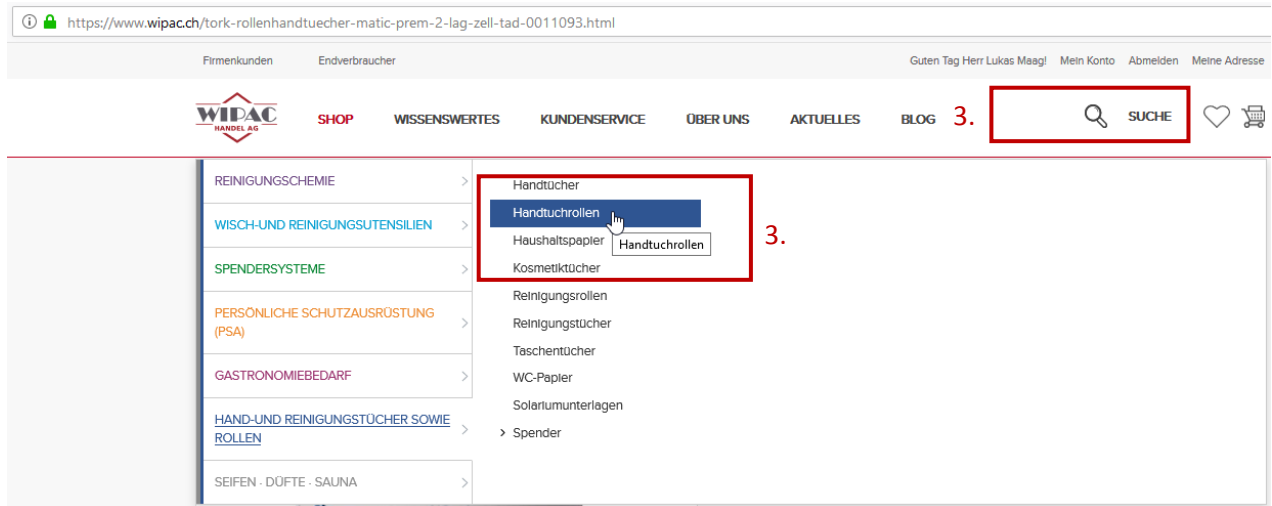 https://www.wipac.ch/tork-rollenhandtuecher-matic-prem-2-lag-zell-tad-0011093.html
Firmenkunden Endverbraucher Guten Tag Herr Lukas Maag! Mein Konto Abmelden Meine Adresse
WIPAC
HANDEL AG
SHOP WISSENSWERTES KUNDENSERVICE ÜBER UNS AKTUELLES BLOG 3. SUCHE
REINIGUNGSCHEMIE
WISCH-UND REINIGUNGSUTENSILIEN
SPENDERSYSTEME
PERSÖNLICHE SCHUTZAUSRÜSTUNG
(PSA)
GASTRONOMIEBEDARF
HAND-UND REINIGUNGSTÜCHER SOWIE
ROLLEN
SEIFEN · DÜFTE · SAUNA
Handtücher
Handtuchrollen
Haushaltspapier
Handtuchrollen
Kosmetiktücher
3.
Reinigungsrollen
Reinigungstücher
Taschentücher
WC-Papier
Solariumunterlagen
Spender